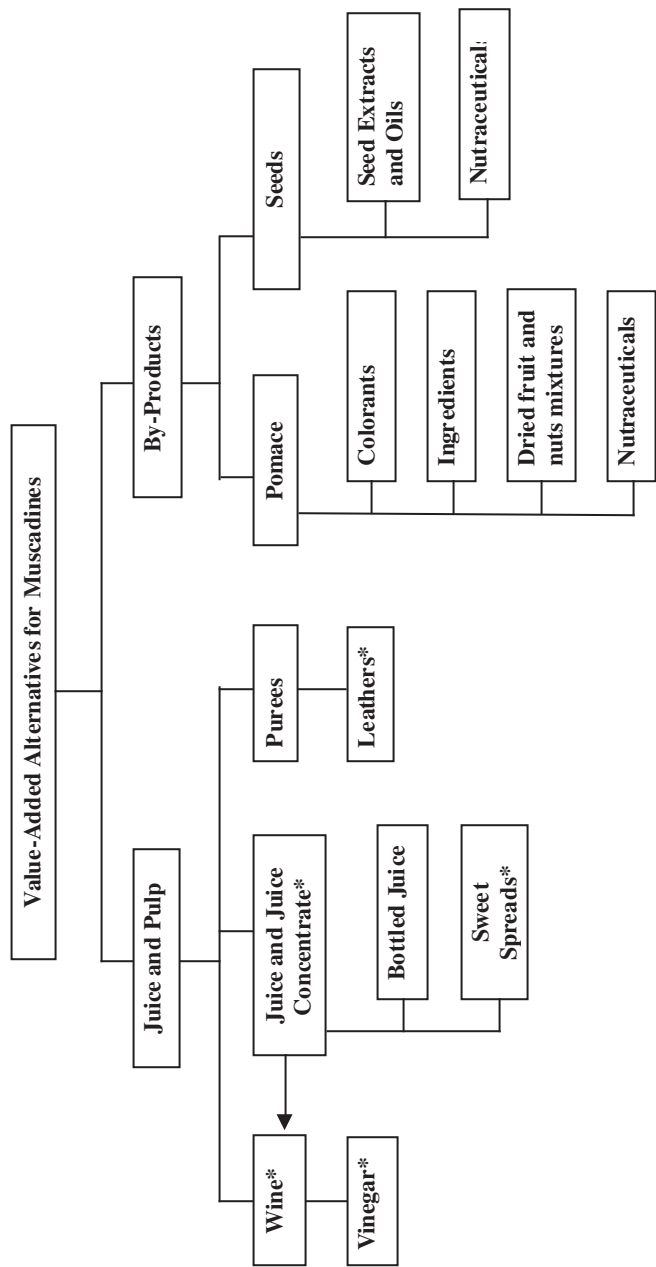 Value-Added Alternatives for Muscadines
Juice and Pulp
By-Products
Wine*
Juice and Juice
Concentrate*
Purees
Pomace
Seeds
Vinegar*
Bottled Juice
Sweet
Spreads*
Leathers*
Colorants
Ingredients
Dried fruit and
nuts mixtures
Nutraceuticals
Seed Extracts
and Oils
Nutraceuticals